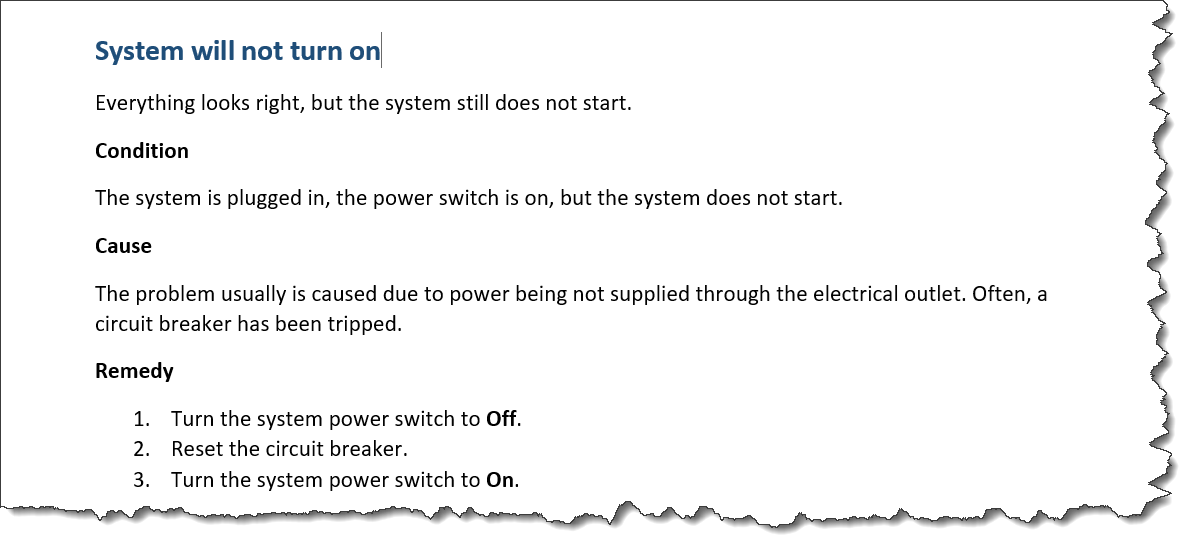 System will not turn on
Everything looks right, but the system still does not start.
Condition
The system is plugged in, the power switch is on, but the system does not start.
Cause
The problem usually is caused due to power being not supplied through the electrical outlet. Often, a
circuit breaker has been tripped.
Remedy
1. Turn the system power switch to Off.
2. Reset the circuit breaker.
3. Turn the system power switch to On.